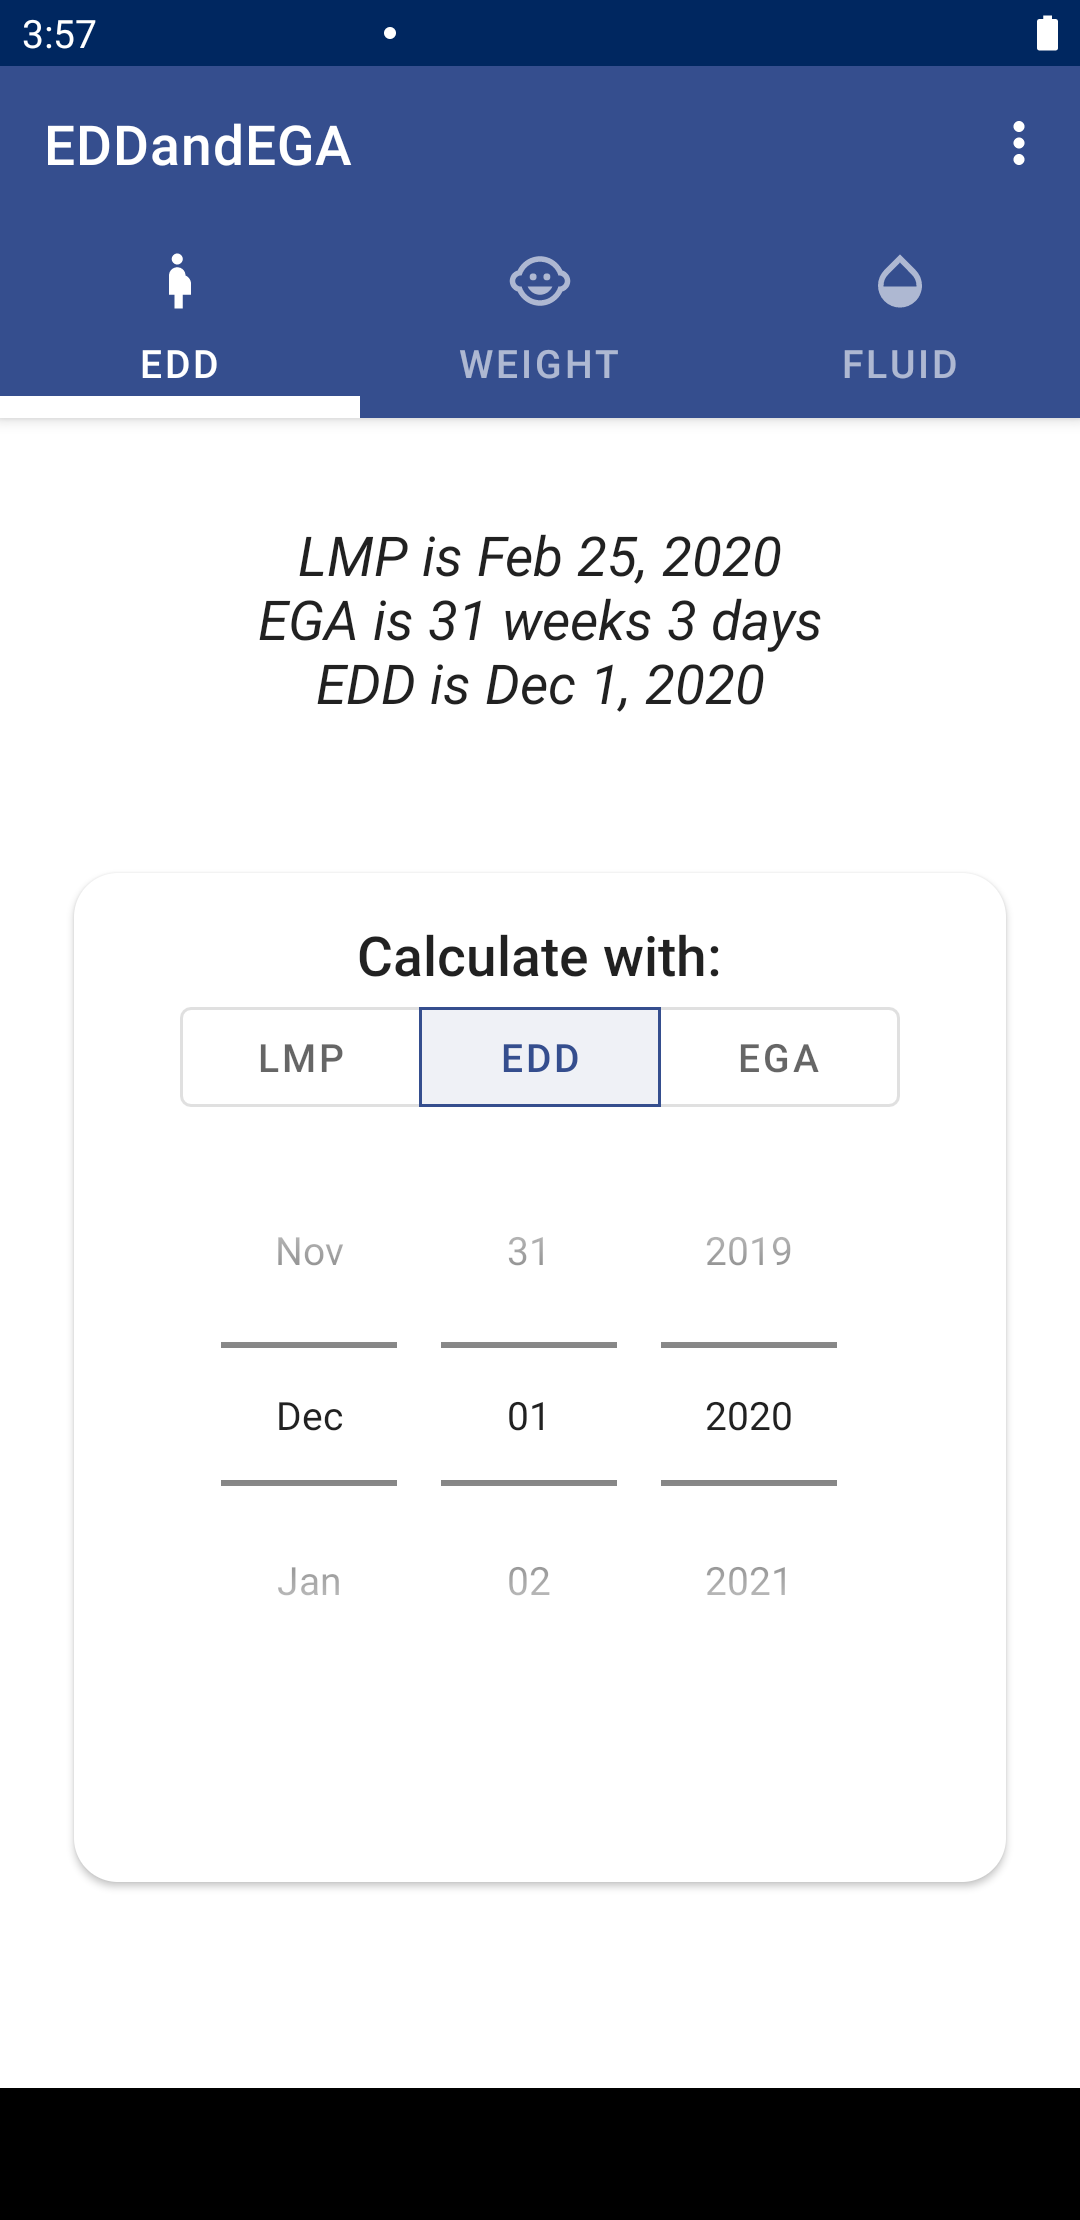 3:57
EDDandEGA
EDD
WEIGHT
FLUID
LMP is Feb 25, 2020
EGA is 31 weeks 3 days
EDD is Dec 1, 2020
Calculate with:
LMP EDD EGA
Nov 31 2019
Dec 01 2020
Jan 02 2021